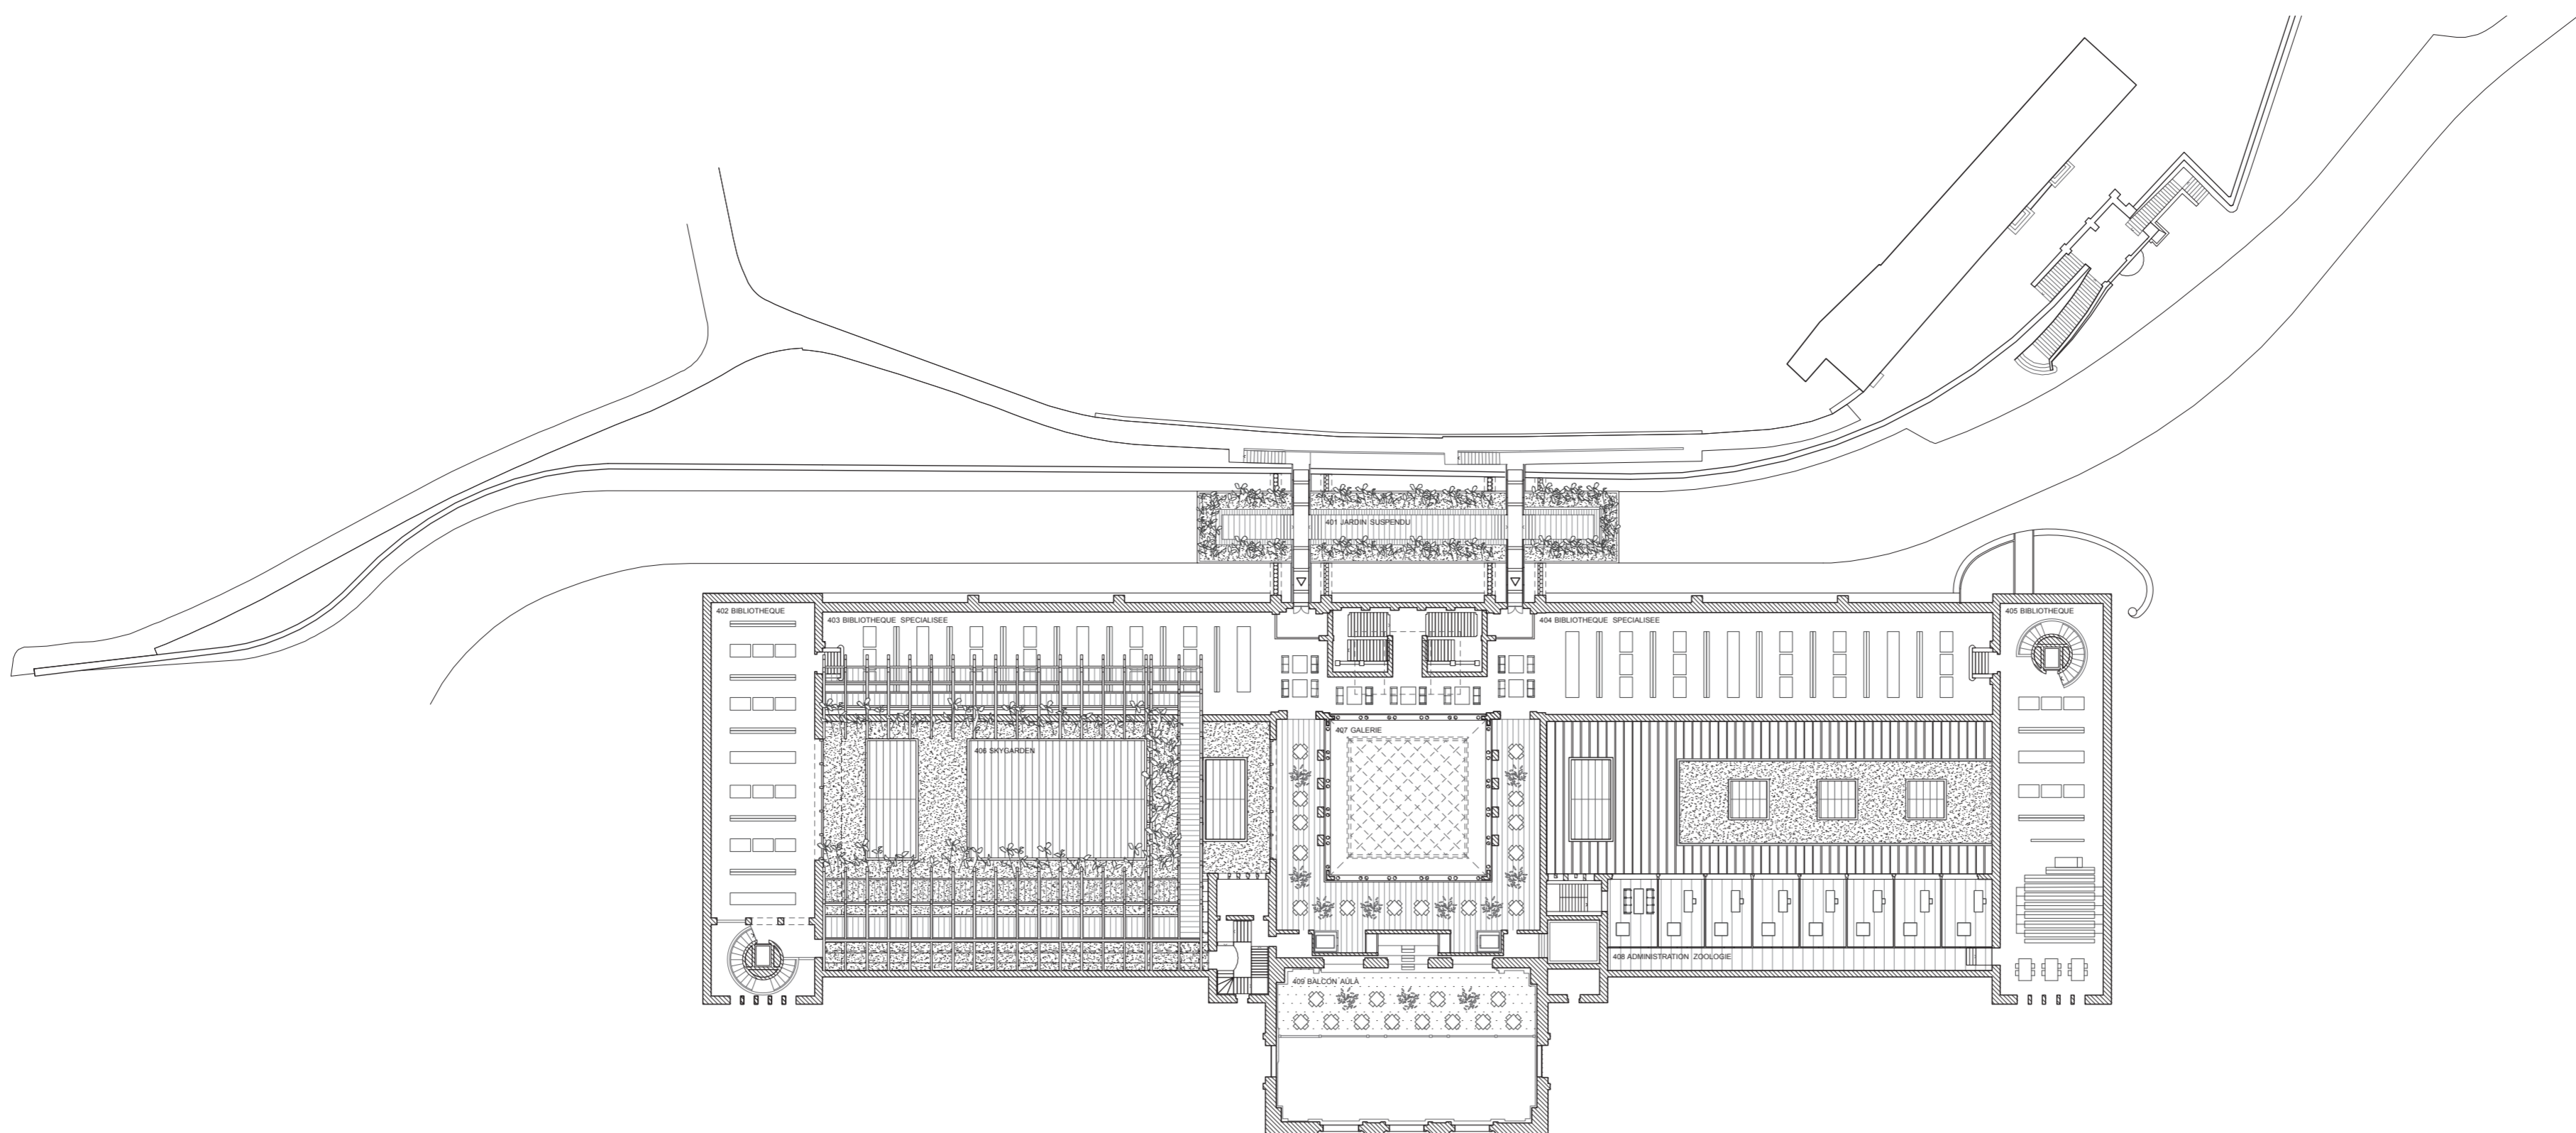 401 JARDIN SUSPENDU
402 BIBLIOTHEQUE
405 BIBLIOTHEQUE
403 BIBLIOTHEQUE SPECIALISEE
404 BIBLIOTHEQUE SPECIALISEE
407 GALERIE
406 SKYGARDEN
408 ADMINISTRATION ZOOLOGIE
409 BALCON AULA